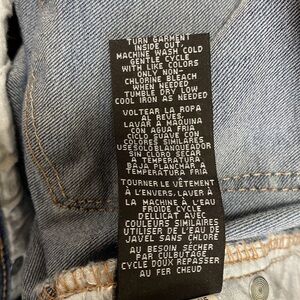 TURN GARMENT
INSIDE OUT.
MACHINE WASH COLD
GENTLE CYCLE
WITH LIKE COLORS
ONLY NON-
CHLORINE BLEACH
WHEN NEEDED
TUMBLE DRY LOW
COOL IRON AS NEEDED
VOLTEAR LA ROPA
AL REVES.
LAVAR A MAQUINA
CON AGUA FRIA
CICLO SUAVE CON
COLORES SIMILARES
USE SOLO BLANQUEADOR
SIN CLORO SECAR
A TEMPERATURA
BAJA PLANCHAR A
TEMPERATURA FRIA
TOURNER LE VÊTEMENT
À L'ENVERS. LAVER À
LA MACHINE À L'EAU
FROIDE CYCLE
DELLICAT AVEC
COULEURS SIMILAIRES
UTILISER DE L'EAU DE
JAVEL SANS CHLORE
AU BESOIN SÉCHER
PAR CULBUTAGE
CYCLE DOUX REPASSER
AU FER CHEUD